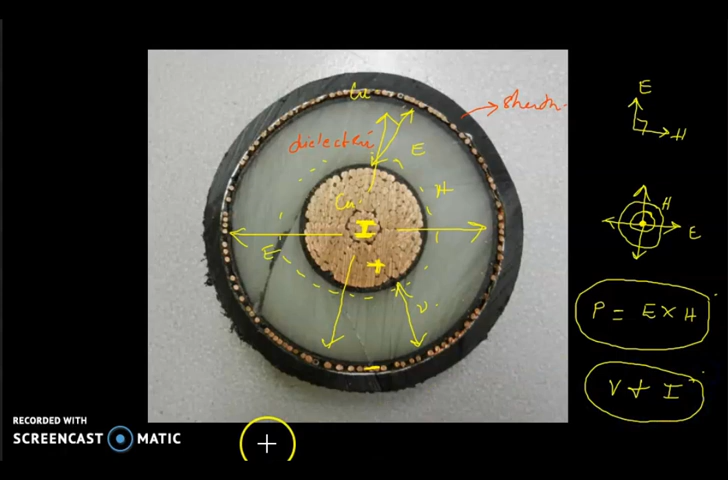 Cu
sheath
dielectric
E
H
Cu
I
E
+
v
-
E
H
H
E
P = E X H
V & I
RECORDED WITH
SCREENCAST MATIC